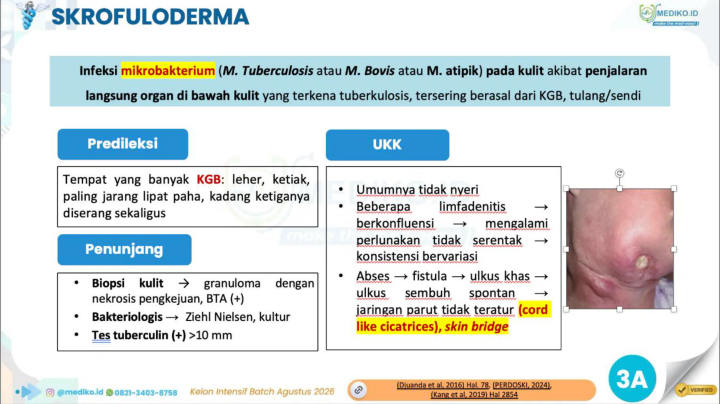 SKROFULODERMA
MEDIKO.ID
Infeksi mikrobakterium (M. Tuberculosis atau M. Bovis atau M. atipik) pada kulit akibat penjalaran
langsung organ di bawah kulit yang terkena tuberkulosis, tersering berasal dari KGB, tulang/sendi
Predileksi
Tempat yang banyak KGB: leher, ketiak,
paling jarang lipat paha, kadang ketiganya
diserang sekaligus
Penunjang
• Biopsi kulit → granuloma dengan
nekrosis pengkejuan, BTA (+)
• Bakteriologis → Ziehl Nielsen, kultur
• Tes tuberculin (+) >10 mm
UKK
• Umumnya tidak nyeri
• Beberapa limfadenitis →
berkonfluensi → mengalami
perlunakan tidak serentak →
konsistensi bervariasi
• Abses → fistula → ulkus khas →
ulkus sembuh spontan →
jaringan parut tidak teratur (cord
like cicatrices), skin bridge
3A
@mediko.id 0821-3403-8758 Kelon Intensif Batch Agustus 2026
(Djuanda et al, 2016) Hal. 78, (PERDOSKI, 2024),
(Kang et al, 2019) Hal 2854
VERIFIED